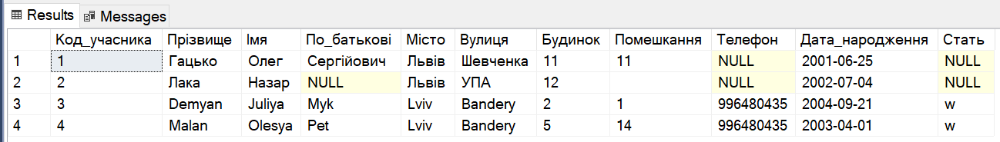 Results Messages
Код_учасника Прізвище Імя По_батькові Місто Вулиця Будинок Помешкання Телефон Дата_народження Стать
1 1 Гацько Олег Сергійович Львів Шевченка 11 11 NULL 2001-06-25 NULL
2 2 Лака Назар NULL Львів УПА 12 NULL 2002-07-04 NULL
3 3 Demyan Juliya Myk Lviv Bandery 2 1 996480435 2004-09-21 w
4 4 Malan Olesya Pet Lviv Bandery 5 14 996480435 2003-04-01 w